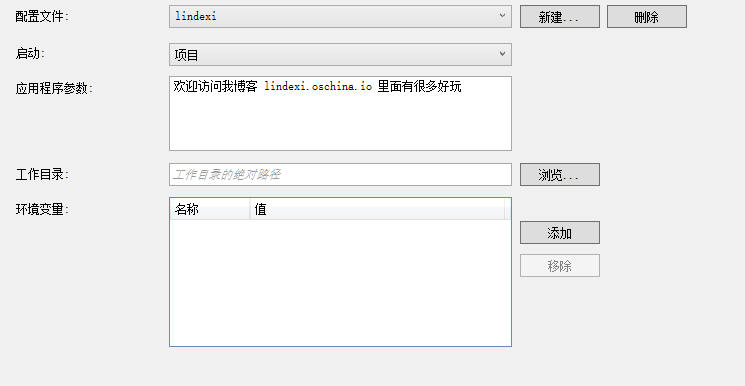 配置文件: lindexi 新建... 删除
启动: 项目
应用程序参数: 欢迎访问我博客 lindexi.oschina.io 里面有很多好玩
工作目录: 工作目录的绝对路径 浏览...
环境变量: 名称 值
添加
移除